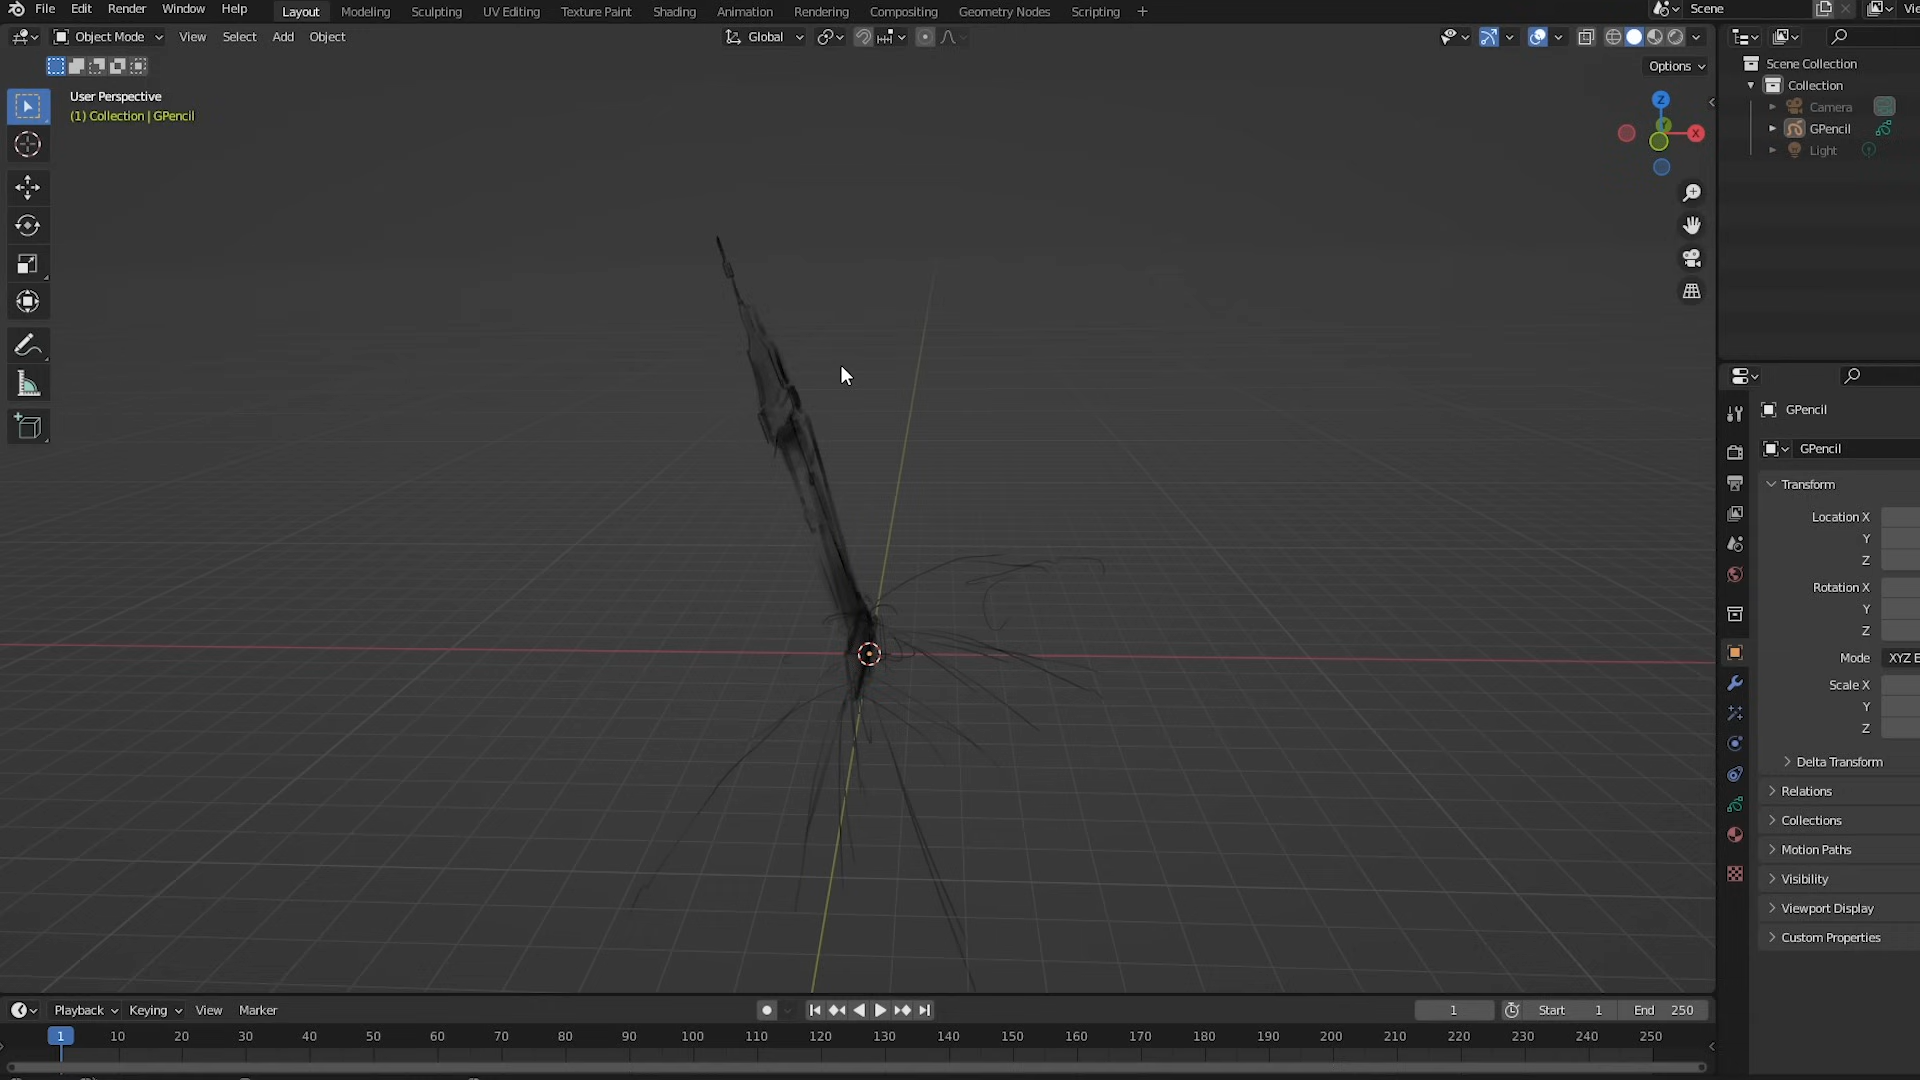 File Edit Render Window Help Layout Modeling Sculpting UV Editing Texture Paint Shading Animation Rendering Compositing Geometry Nodes Scripting + Scene
Object Mode View Select Add Object Global
Options
User Perspective
(1) Collection | GPencil
Z
X
Scene Collection
Collection
Camera
GPencil
Light
GPencil
GPencil
Transform
Location X
Y
Z
Rotation X
Y
Z
Mode XYZ E
Scale X
Y
Z
Delta Transform
Relations
Collections
Motion Paths
Visibility
Viewport Display
Custom Properties
Playback Keying View Marker 1 Start 1 End 250
1 10 20 30 40 50 60 70 80 90 100 110 120 130 140 150 160 170 180 190 200 210 220 230 240 250